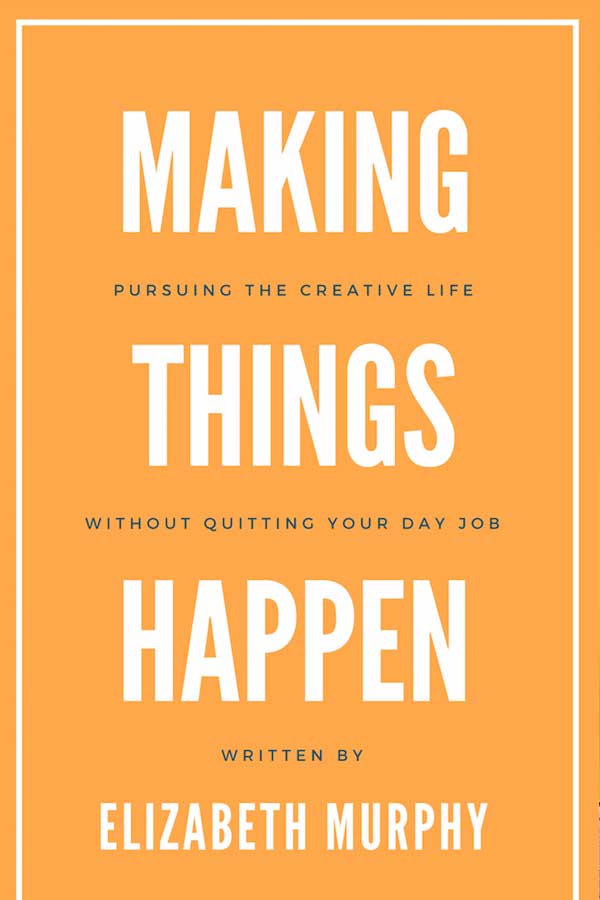 MAKING
PURSUING THE CREATIVE LIFE
THINGS
WITHOUT QUITTING YOUR DAY JOB
HAPPEN
WRITTEN BY
ELIZABETH MURPHY